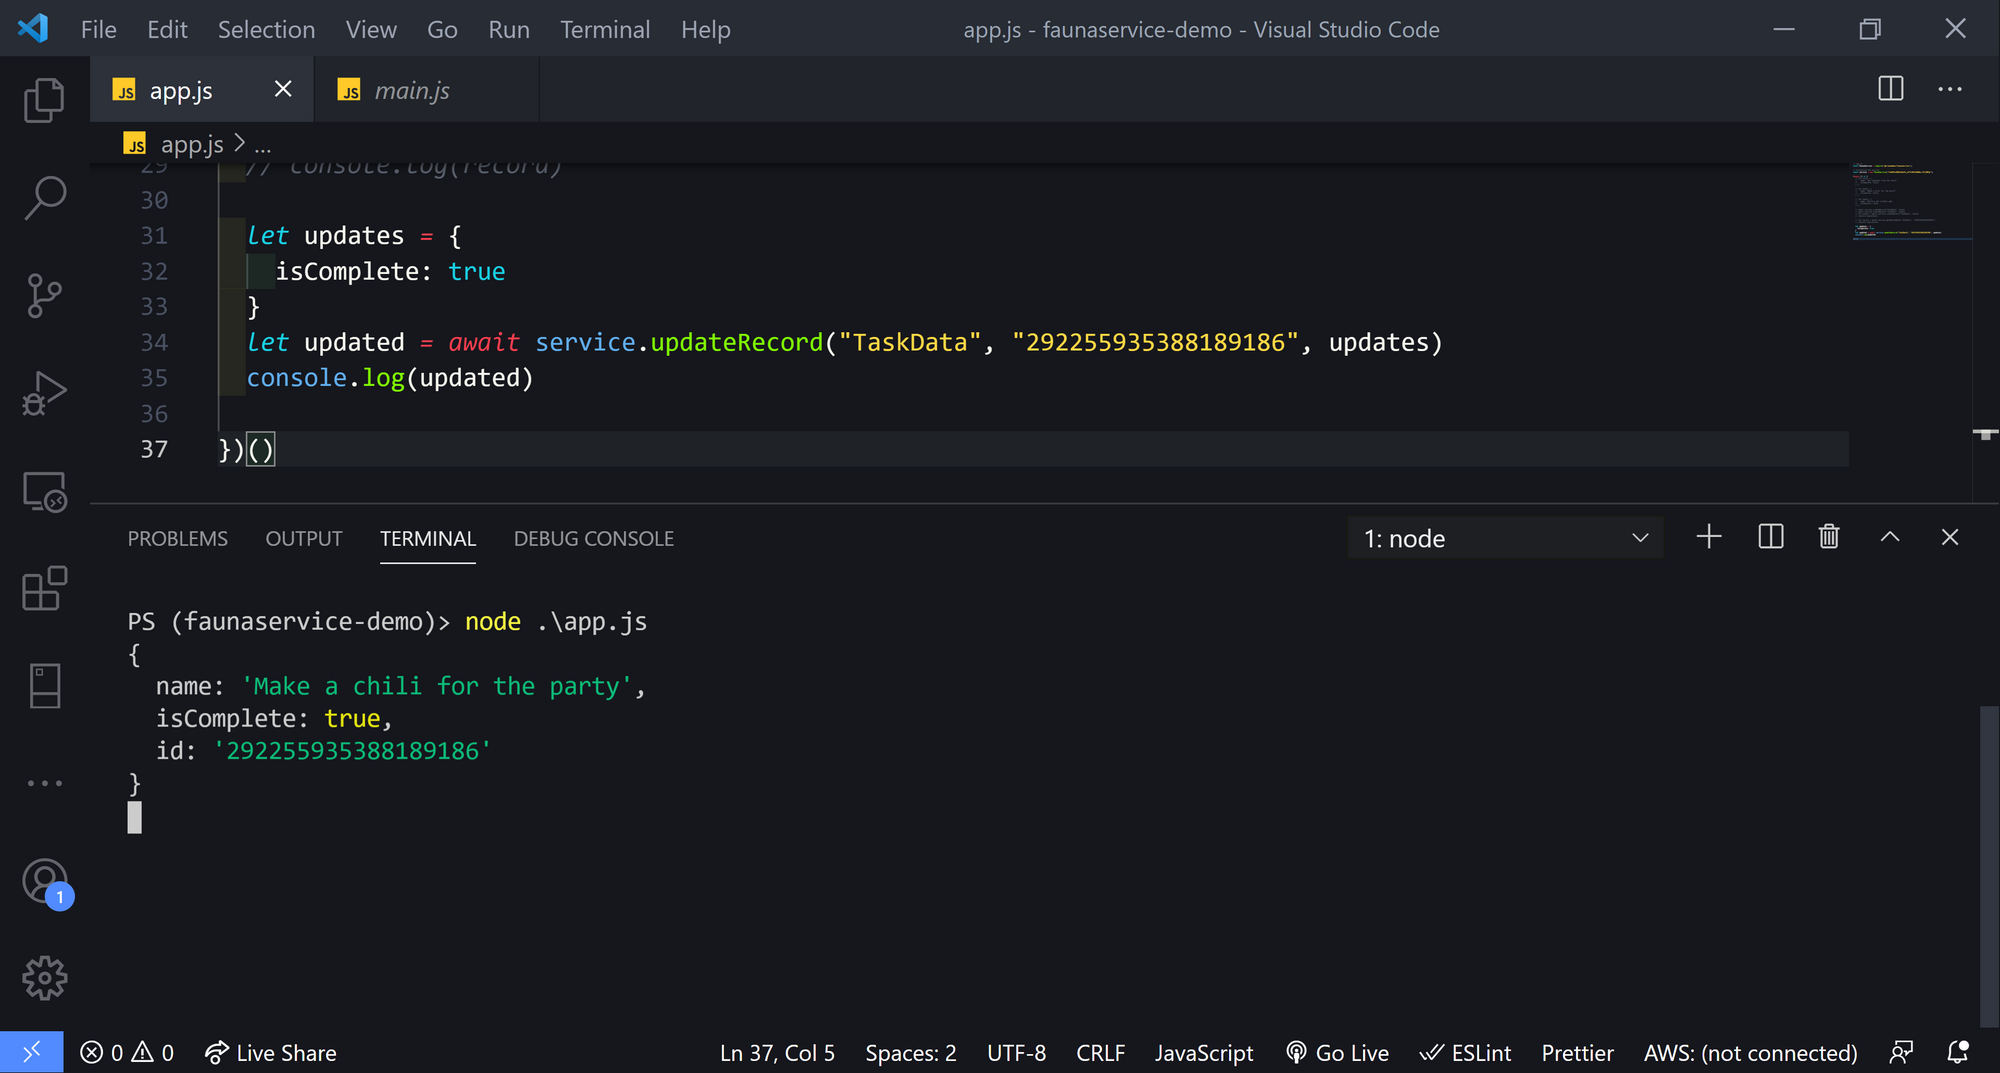 File Edit Selection View Go Run Terminal Help app.js - faunaservice-demo - Visual Studio Code
JS app.js JS main.js
JS app.js > ...
29 // console.log(record)
30
31 let updates = {
32 isComplete: true
33 }
34 let updated = await service.updateRecord("TaskData", "292255935388189186", updates)
35 console.log(updated)
36
37 })()
PROBLEMS OUTPUT TERMINAL DEBUG CONSOLE 1: node
PS (faunaservice-demo)> node .\app.js
{
name: 'Make a chili for the party',
isComplete: true,
id: '292255935388189186'
}
1
0 0 Live Share Ln 37, Col 5 Spaces: 2 UTF-8 CRLF JavaScript Go Live ESLint Prettier AWS: (not connected)